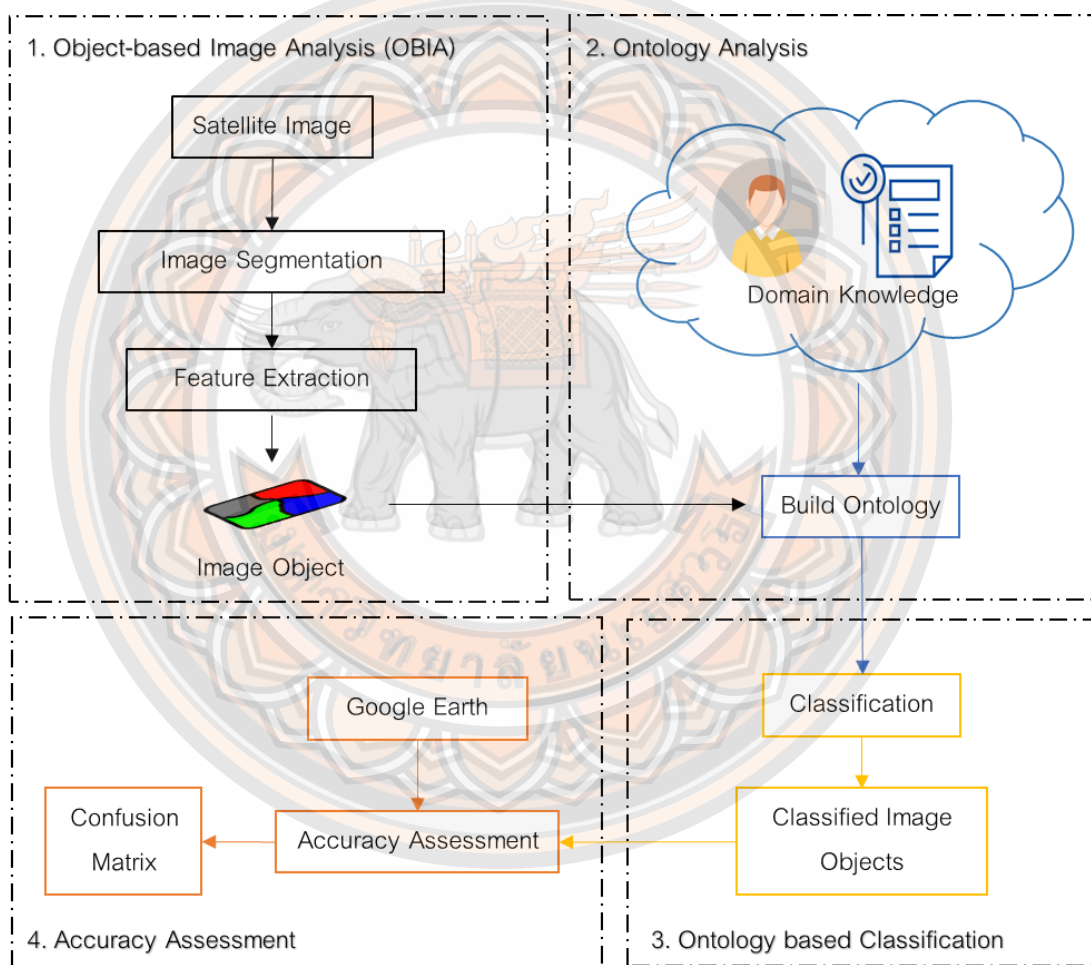 1. Object-based Image Analysis (OBIA)
Satellite Image
Image Segmentation
Feature Extraction
Image Object
2. Ontology Analysis
Domain Knowledge
Build Ontology
Classification
Classified Image
Objects
3. Ontology based Classification
Google Earth
Accuracy Assessment
Confusion
Matrix
4. Accuracy Assessment